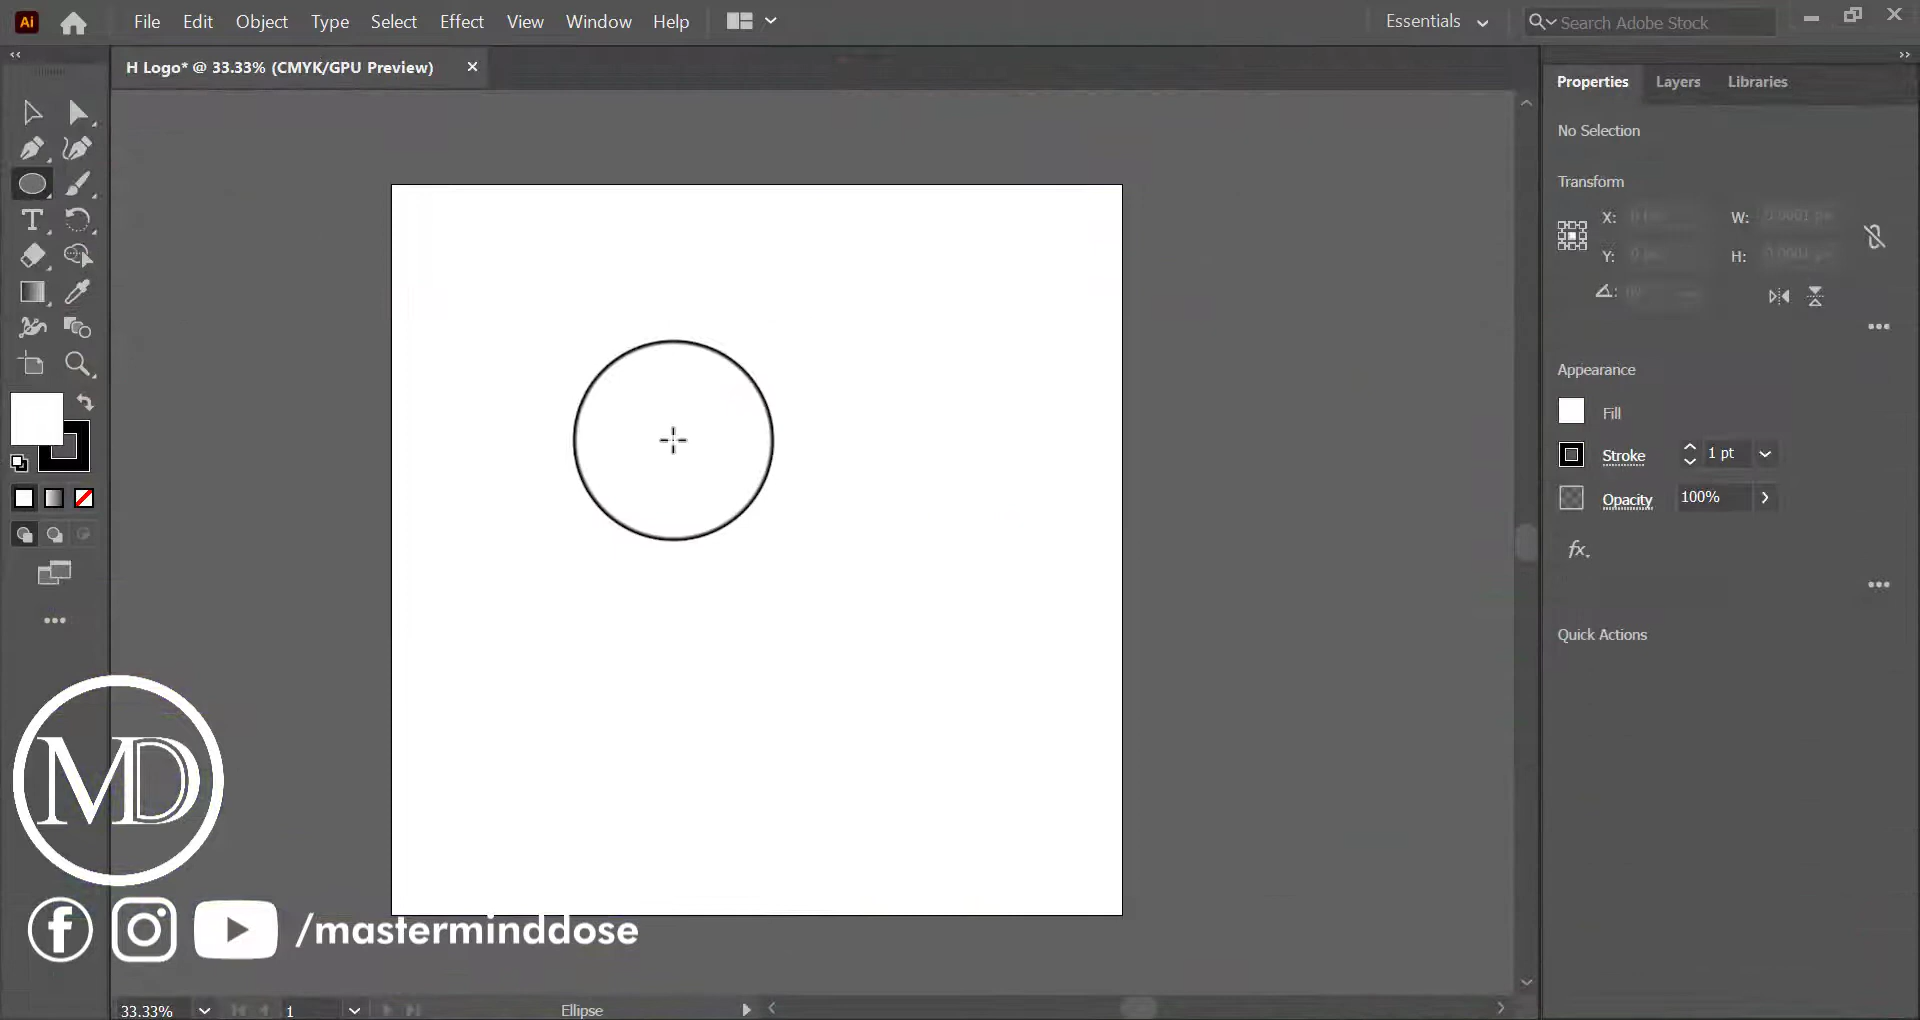 Ai File Edit Object Type Select Effect View Window Help Essentials Search Adobe Stock
H Logo* @ 33.33% (CMYK/GPU Preview)
Properties Layers Libraries
No Selection
Transform
X: W:
Y: H:
Appearance
Fill
Stroke 1 pt
Opacity 100%
fx.
Quick Actions
T
MD
f /masterminddose
33.33% 1 Ellipse